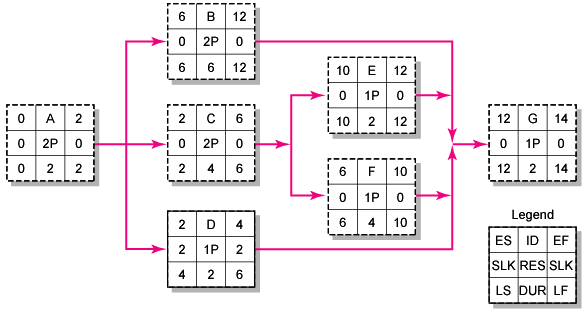 6 B 12
0 2P 0
6 6 12
10 E 12
0 1P 0
10 2 12
0 A 2
0 2P 0
0 2 2
2 C 6
0 2P 0
2 4 6
12 G 14
0 1P 0
12 2 14
6 F 10
0 1P 0
6 4 10
2 D 4
2 1P 2
4 2 6
Legend
ES ID EF
SLK RES SLK
LS DUR LF